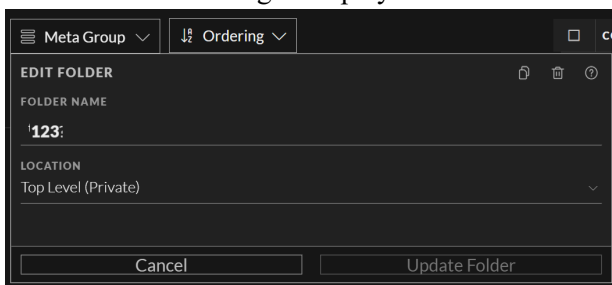 Meta Group
Ordering
EDIT FOLDER
FOLDER NAME
123
LOCATION
Top Level (Private)
Cancel
Update Folder